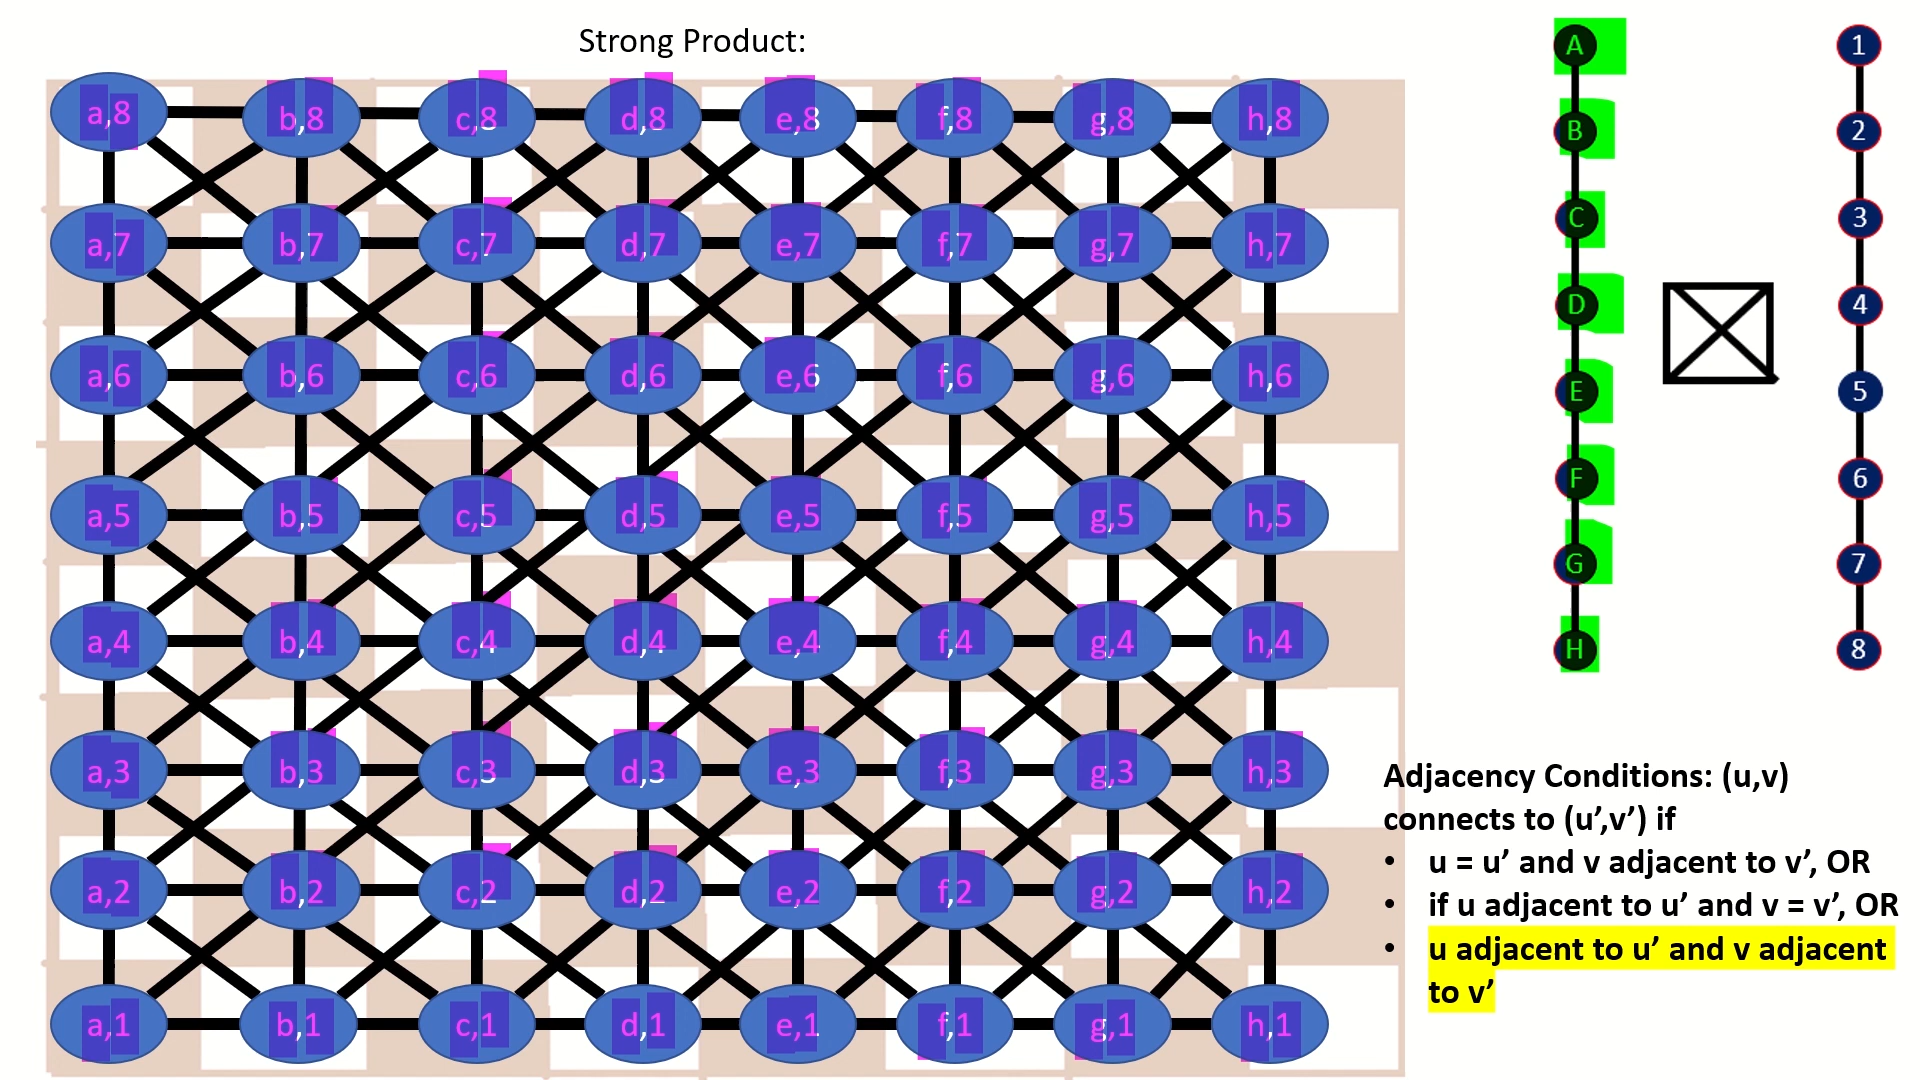 Strong Product:
a,8 b,8 c,8 d,8 e,8 f,8 g,8 h,8
a,7 b,7 c,7 d,7 e,7 f,7 g,7 h,7
a,6 b,6 c,6 d,6 e,6 f,6 g,6 h,6
a,5 b,5 c,5 d,5 e,5 f,5 g,5 h,5
a,4 b,4 c,4 d,4 e,4 f,4 g,4 h,4
a,3 b,3 c,3 d,3 e,3 f,3 g,3 h,3
a,2 b,2 c,2 d,2 e,2 f,2 g,2 h,2
a,1 b,1 c,1 d,1 e,1 f,1 g,1 h,1
A
B
C
D
E
F
G
H
1
2
3
4
5
6
7
8
Adjacency Conditions: (u,v)
connects to (u’,v’) if
• u = u’ and v adjacent to v’, OR
• if u adjacent to u’ and v = v’, OR
• u adjacent to u’ and v adjacent
to v’